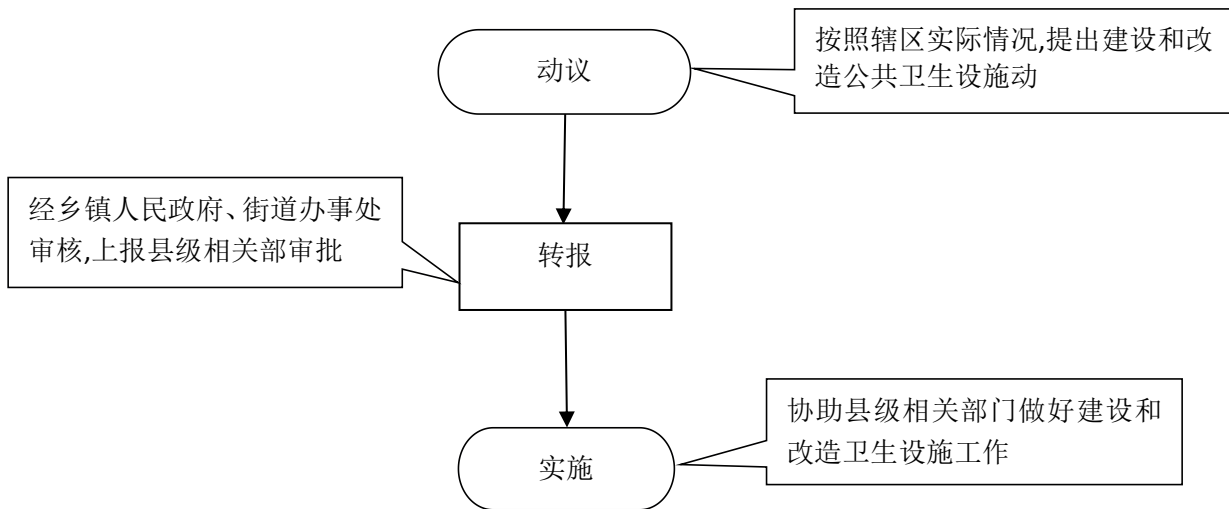 动议
按照辖区实际情况,提出建设和改
造公共卫生设施动
经乡镇人民政府、街道办事处
审核,上报县级相关部审批
转报
协助县级相关部门做好建设和
改造卫生设施工作
实施